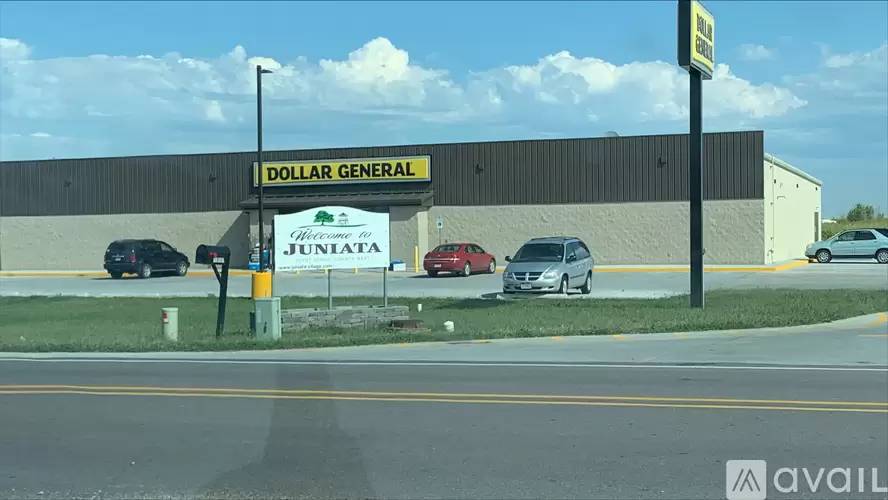 DOLLAR
GENERAL
DOLLAR GENERAL
Welcome to
JUNIATA
avail